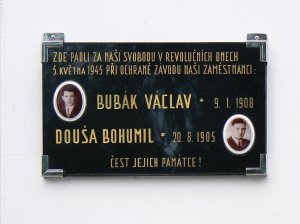 ZDE PADLI ZA NAŠI SVOBODU V REVOLUČNÍCH DNECH
5. KVĚTNA 1945 PŘI OCHRANĚ ZÁVODU NAŠI ZAMĚSTNANCI:
BUBÁK VÁCLAV * 9. 1. 1908
DOUŠA BOHUMIL * 20. 8. 1905
ČEST JEJICH PAMÁTCE!